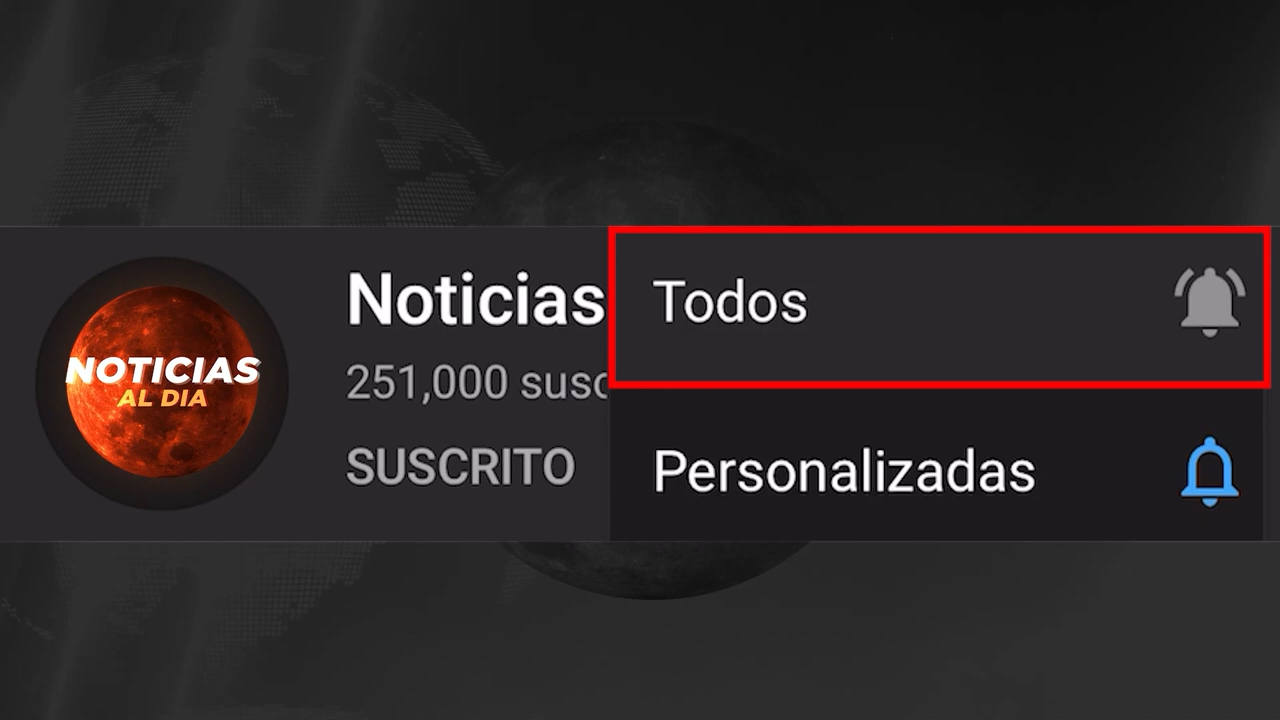 NOTICIAS
AL DIA
Noticias
251,000 susc
SUSCRITO
Todos
Personalizadas